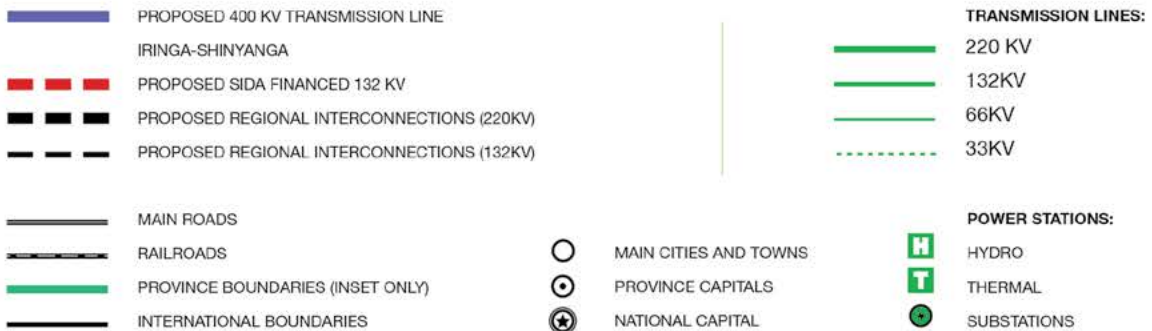 PROPOSED 400 KV TRANSMISSION LINE
IRINGA-SHINYANGA
PROPOSED SIDA FINANCED 132 KV
PROPOSED REGIONAL INTERCONNECTIONS (220KV)
PROPOSED REGIONAL INTERCONNECTIONS (132KV)
TRANSMISSION LINES:
220 KV
132KV
66KV
33KV
MAIN ROADS
RAILROADS
PROVINCE BOUNDARIES (INSET ONLY)
INTERNATIONAL BOUNDARIES
MAIN CITIES AND TOWNS
PROVINCE CAPITALS
NATIONAL CAPITAL
POWER STATIONS:
H HYDRO
T THERMAL
SUBSTATIONS